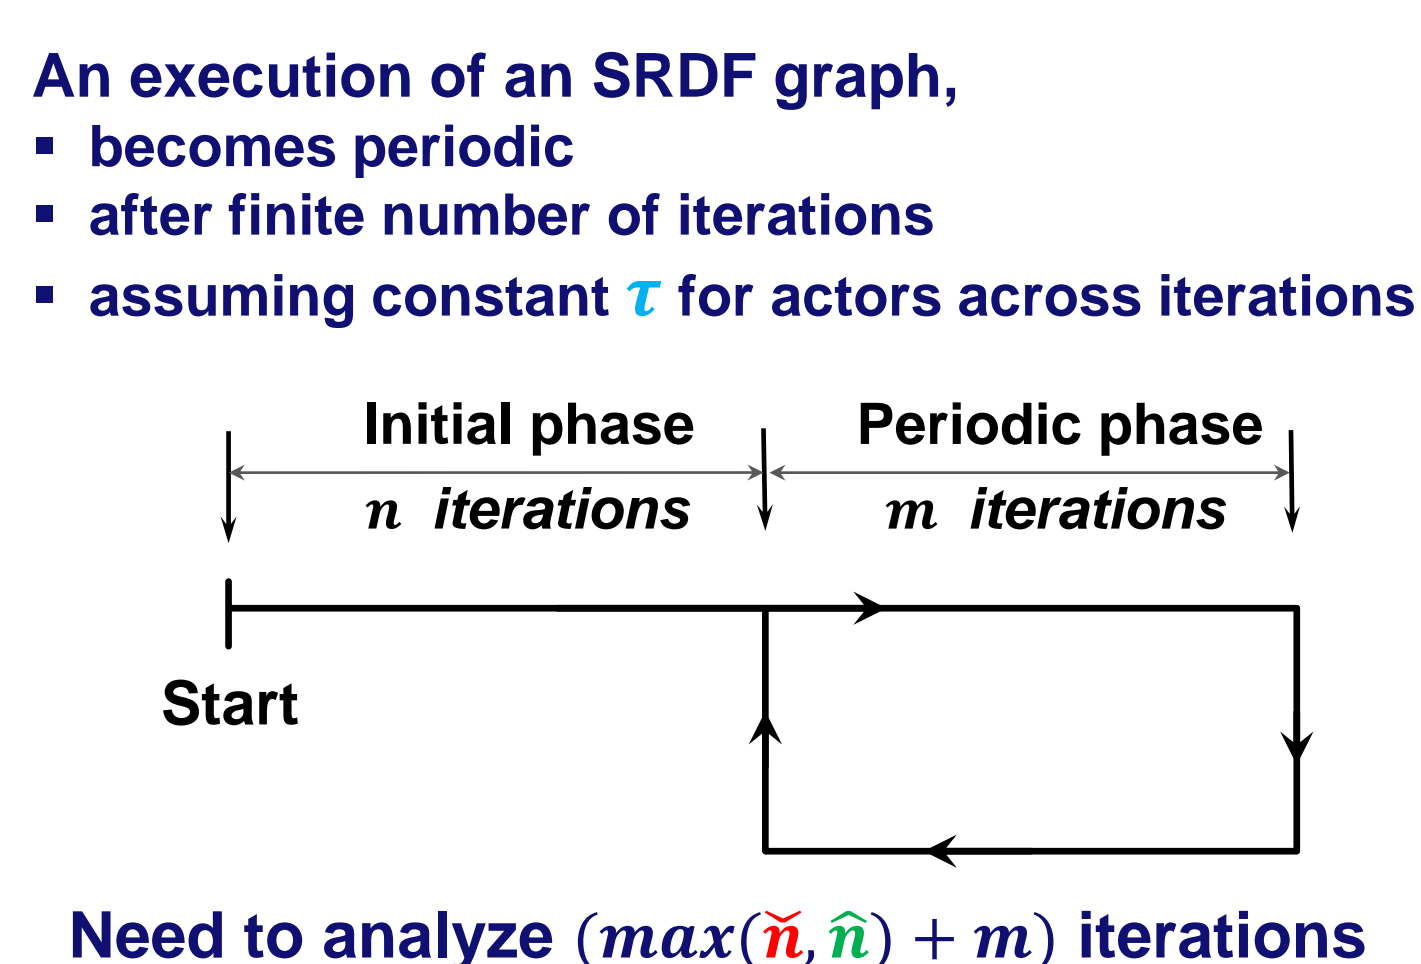 An execution of an SRDF graph,
▪ becomes periodic
▪ after finite number of iterations
▪ assuming constant τ for actors across iterations
Initial phase Periodic phase
n iterations m iterations
Start
Need to analyze (max(n̆, n̂) + m) iterations